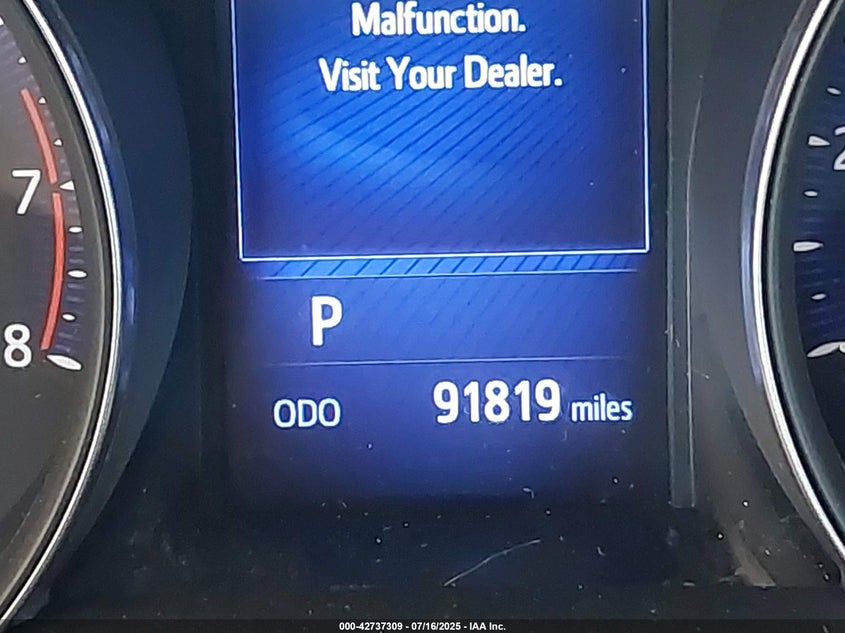 Malfunction.
Visit Your Dealer.
7
8
P
ODO 91819 miles
000-42737309 - 07/16/2025 - IAA Inc.